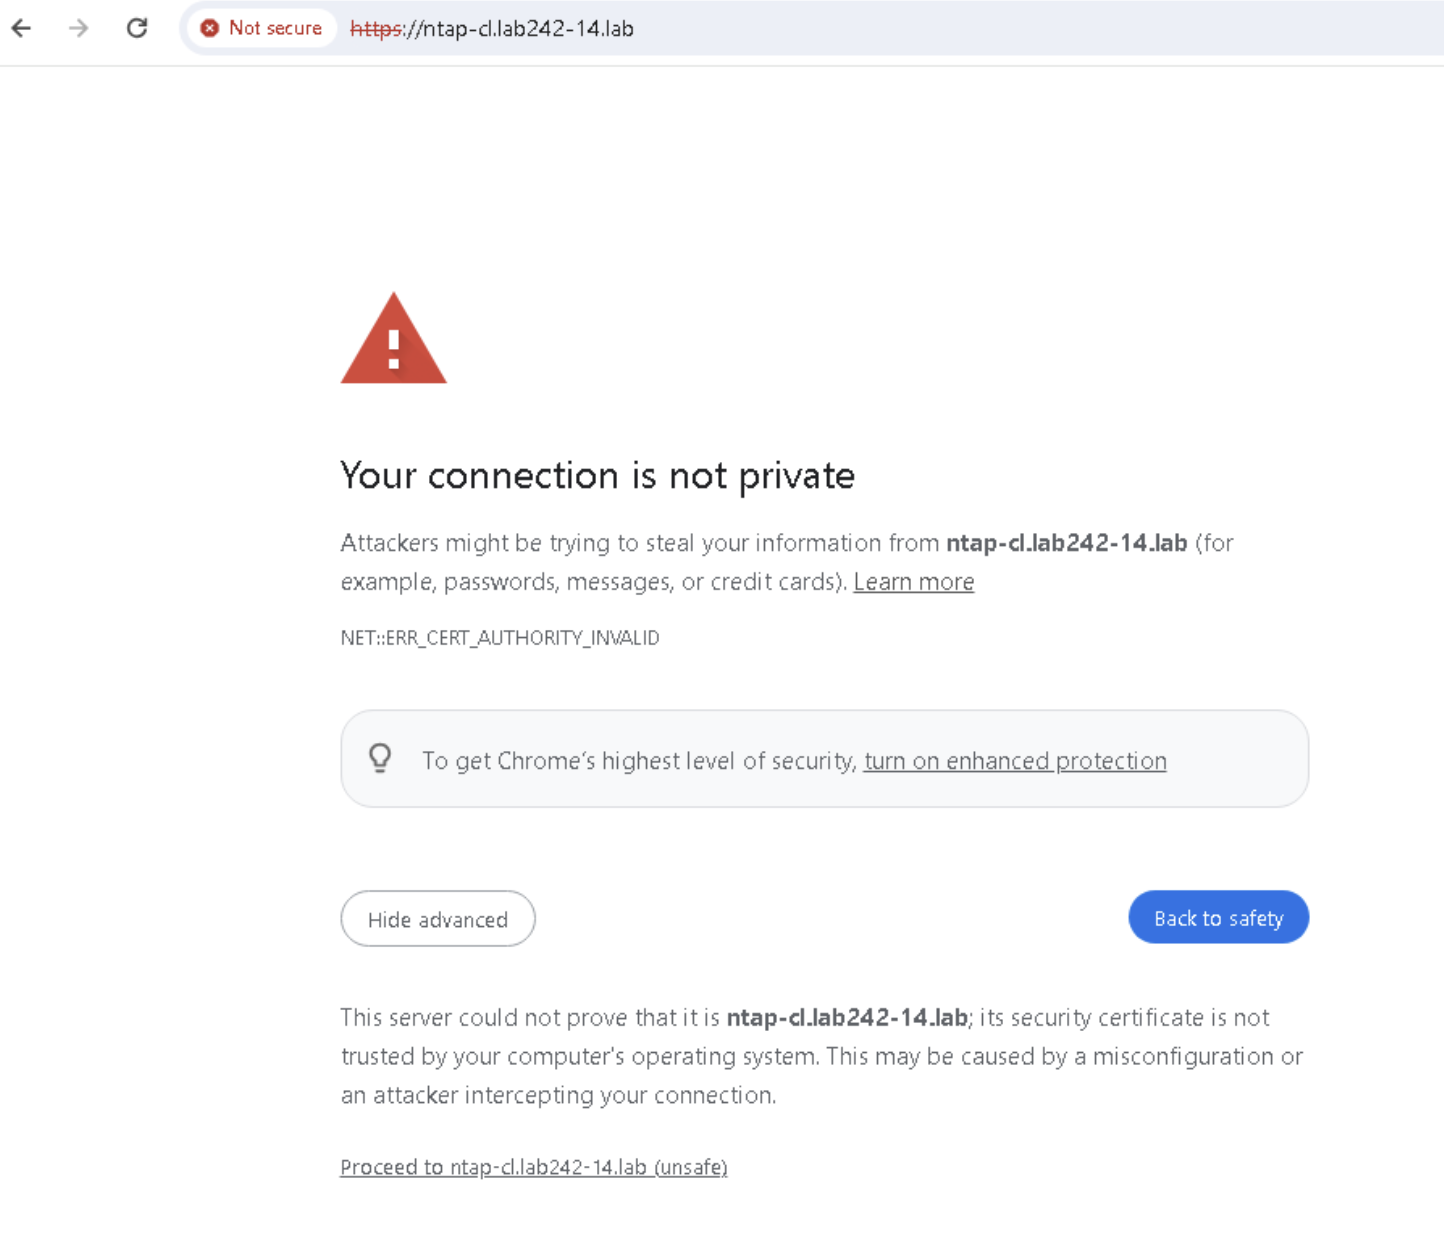 Not secure https://ntap-cl.lab242-14.lab
Your connection is not private
Attackers might be trying to steal your information from ntap-cl.lab242-14.lab (for
example, passwords, messages, or credit cards). Learn more
NET::ERR_CERT_AUTHORITY_INVALID
To get Chrome's highest level of security, turn on enhanced protection
Hide advanced
Back to safety
This server could not prove that it is ntap-cl.lab242-14.lab; its security certificate is not
trusted by your computer's operating system. This may be caused by a misconfiguration or
an attacker intercepting your connection.
Proceed to ntap-cl.lab242-14.lab (unsafe)